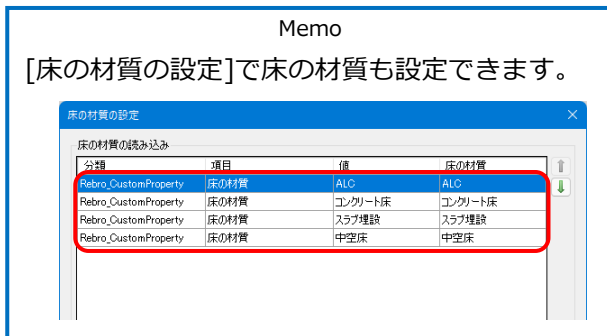 Memo
[床の材質の設定]で床の材質も設定できます。
床の材質の設定
床の材質の読み込み
分類 項目 値 床の材質
Rebro_CustomProperty 床の材質 ALC ALC
Rebro_CustomProperty 床の材質 コンクリート床 コンクリート床
Rebro_CustomProperty 床の材質 スラブ埋設 スラブ埋設
Rebro_CustomProperty 床の材質 中空床 中空床